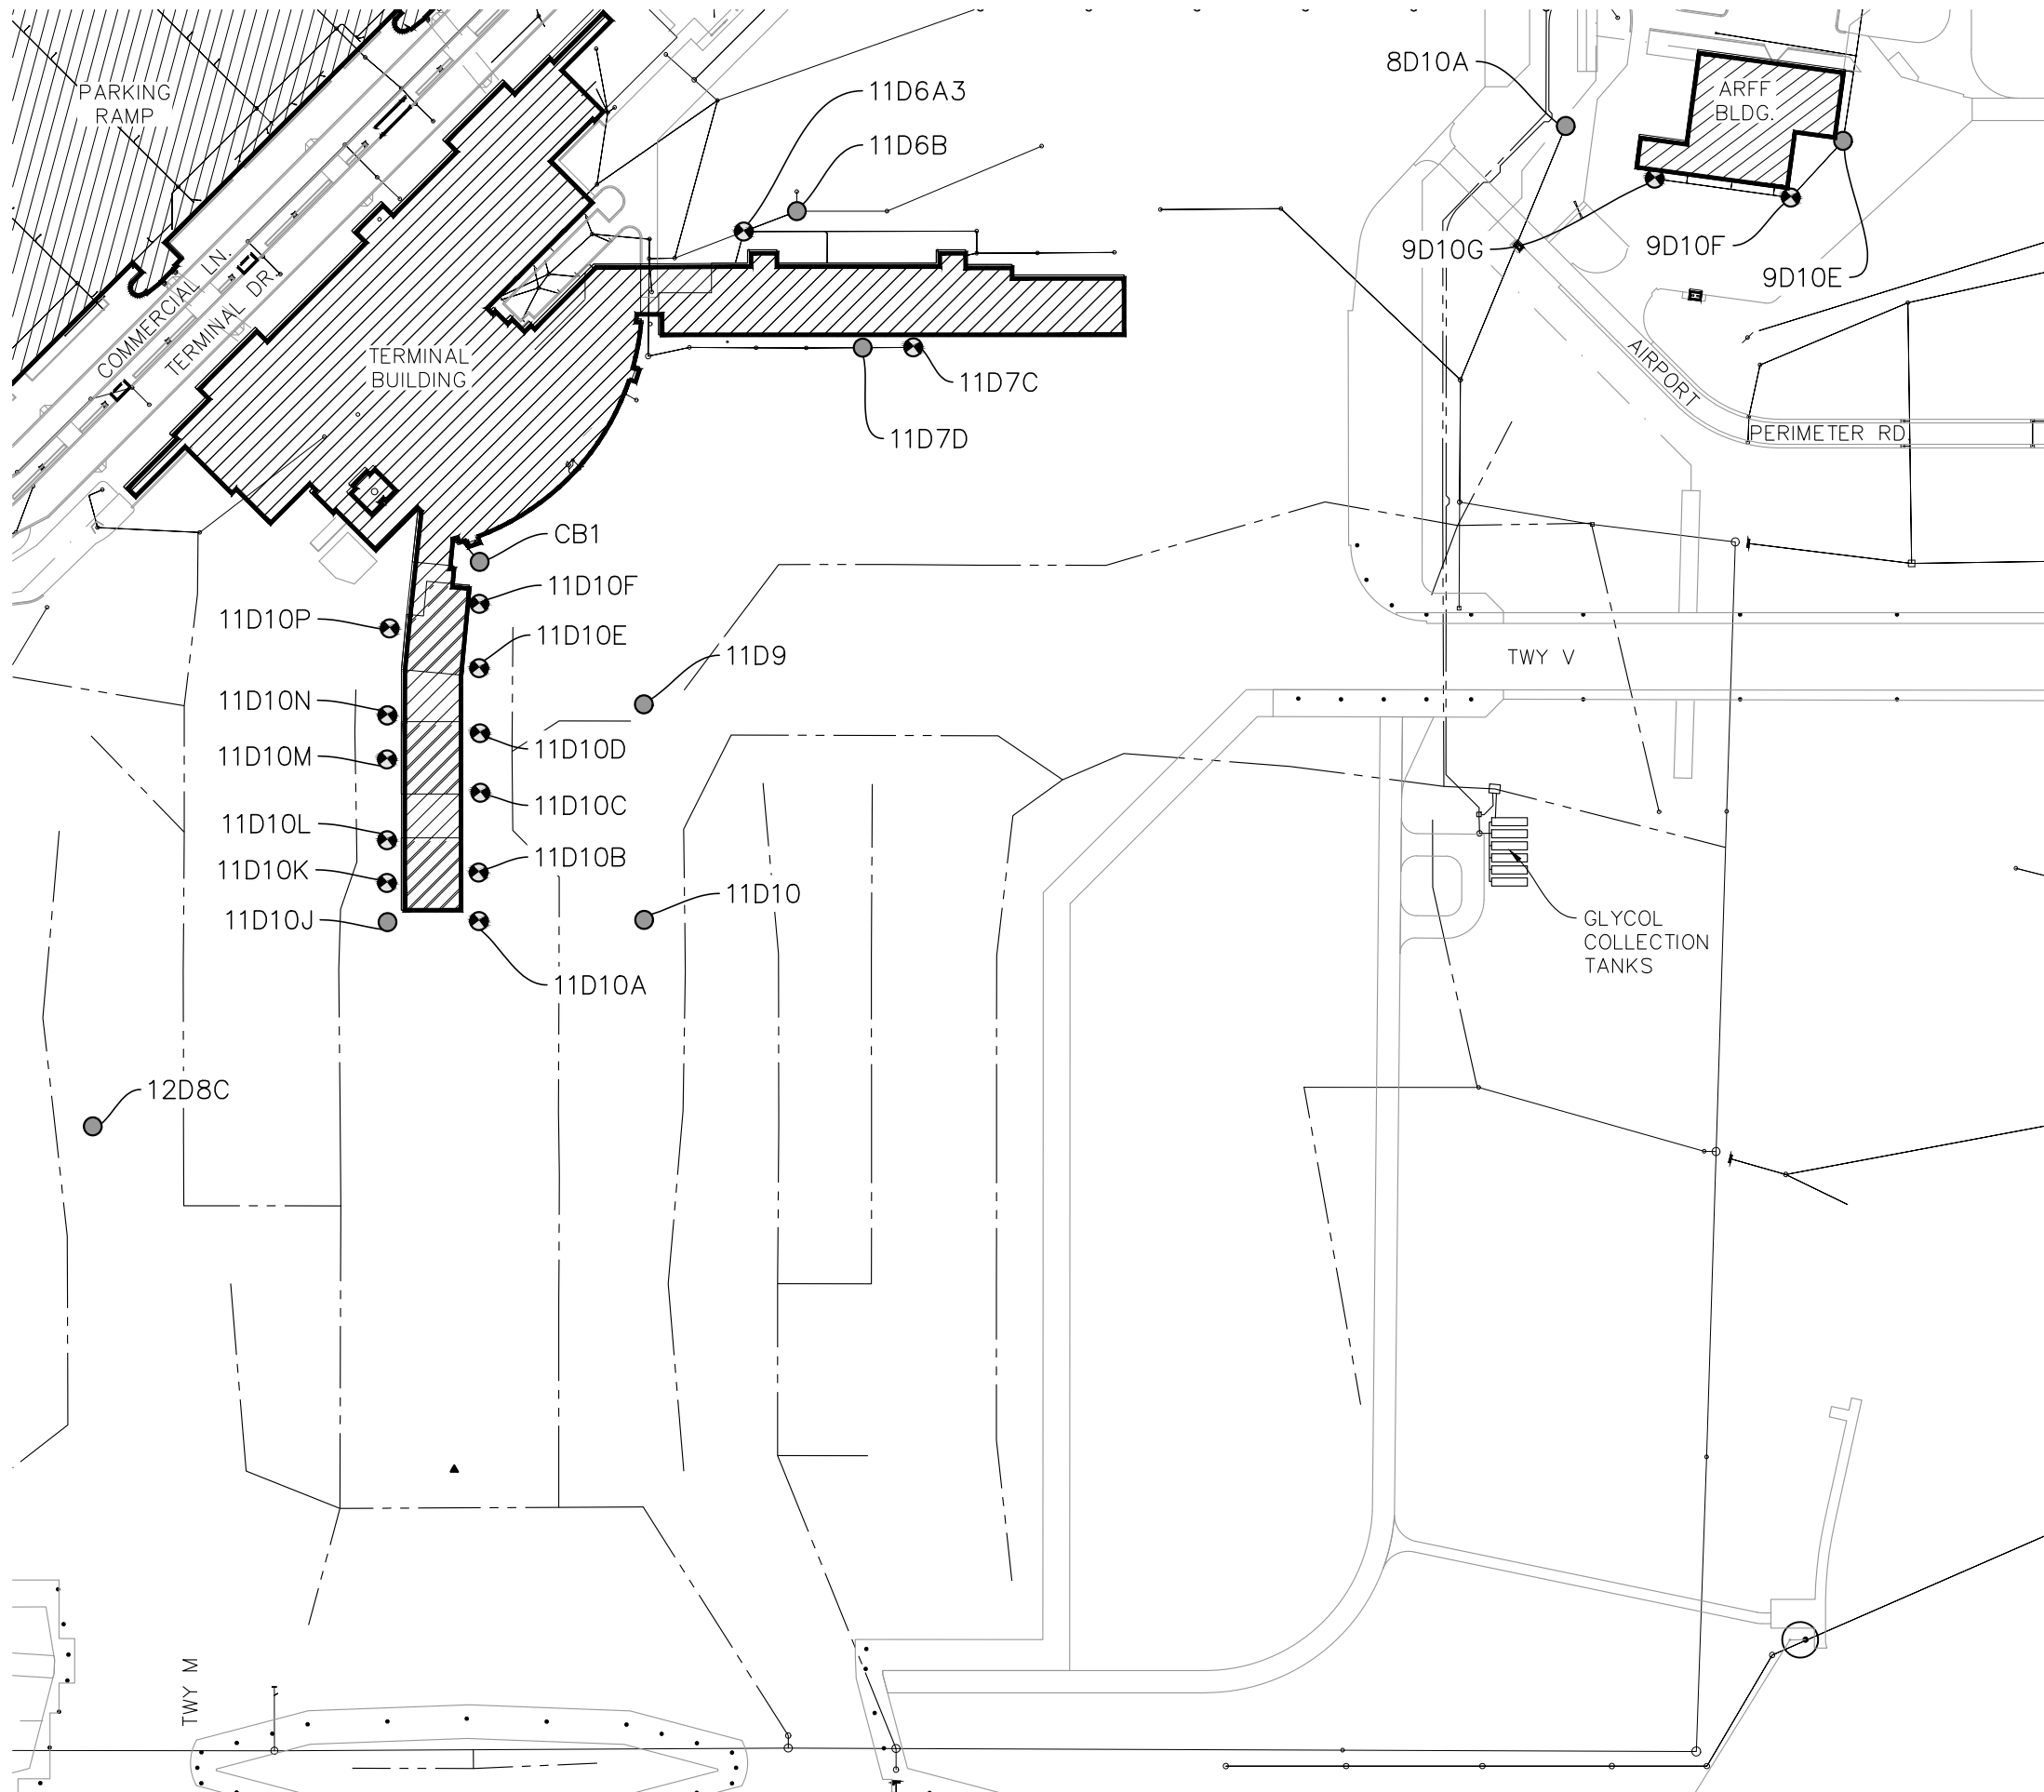 PARKING
RAMP
COMMERCIAL LN.
TERMINAL DR.
TERMINAL
BUILDING
11D6A3
11D6B
8D10A
ARFF
BLDG.
9D10G
9D10F
9D10E
11D7C
11D7D
AIRPORT
PERIMETER RD.
CB1
11D10F
11D10P
11D10E
11D9
TWY V
11D10N
11D10D
11D10M
11D10C
11D10L
11D10B
11D10K
11D10
11D10J
GLYCOL
COLLECTION
TANKS
11D10A
12D8C
TWY M